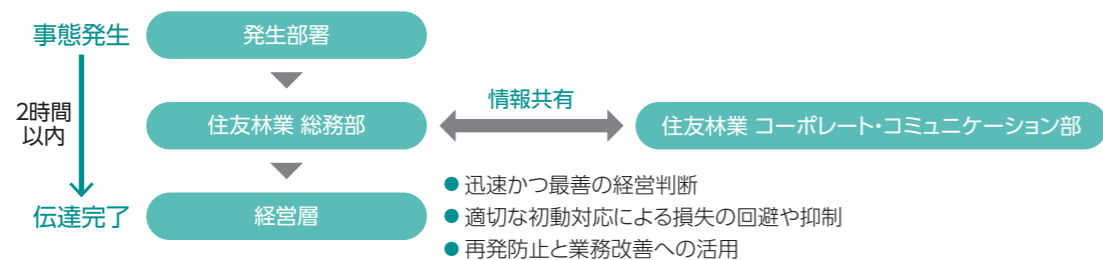 事態発生
発生部署
2時間
以内
住友林業 総務部
情報共有
住友林業 コーポレート・コミュニケーション部
伝達完了
経営層
● 迅速かつ最善の経営判断
● 適切な初動対応による損失の回避や抑制
● 再発防止と業務改善への活用